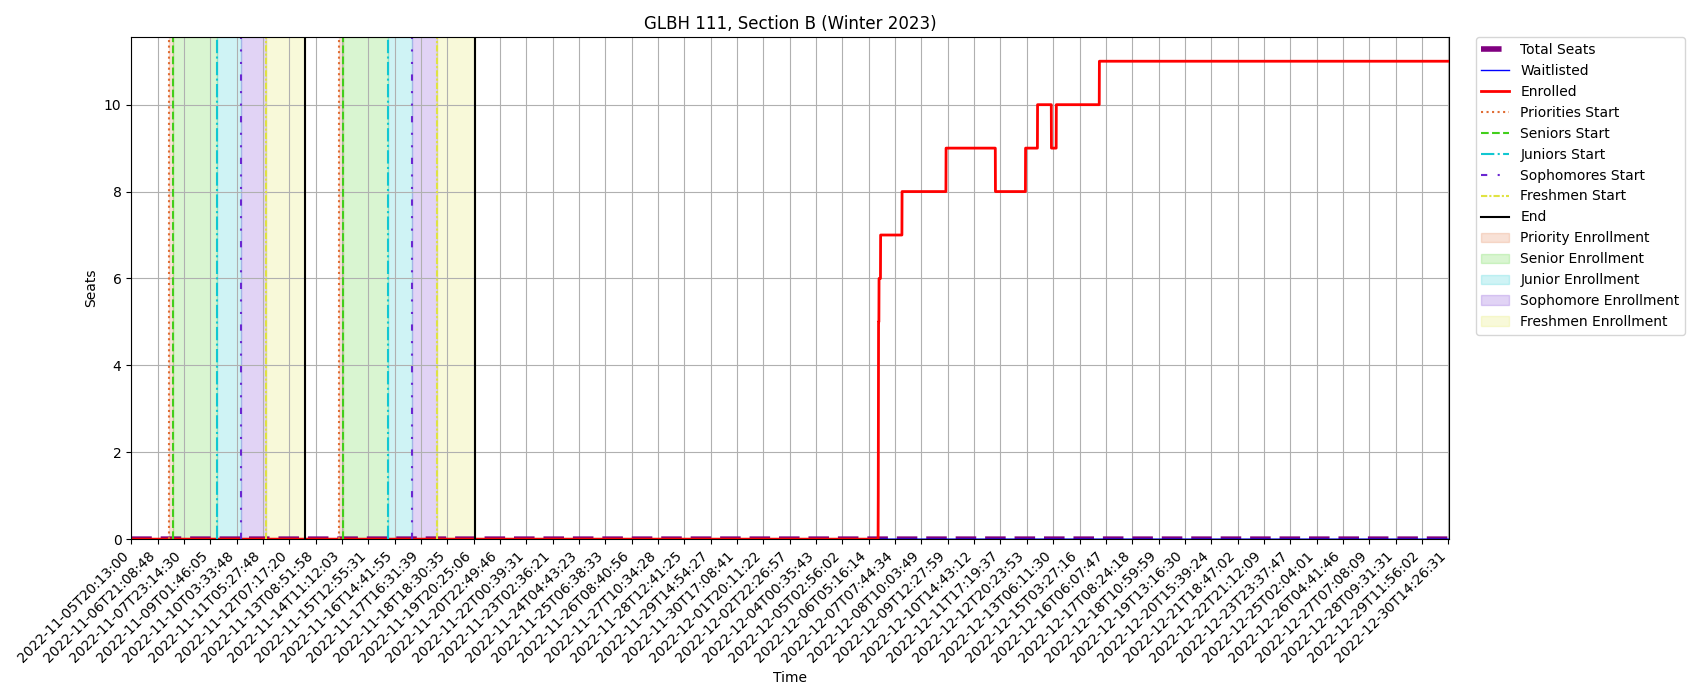 GLBH 111, Section B (Winter 2023)
Total Seats
Waitlisted
Enrolled
Priorities Start
Seniors Start
Juniors Start
Sophomores Start
Freshmen Start
End
Priority Enrollment
Senior Enrollment
Junior Enrollment
Sophomore Enrollment
Freshmen Enrollment
Seats
10
8
6
4
2
0
2022-11-05T20:13:00
2022-11-06T21:08:48
2022-11-07T23:14:30
2022-11-09T01:46:05
2022-11-10T03:33:48
2022-11-11T05:27:48
2022-11-12T07:17:20
2022-11-13T08:51:58
2022-11-14T11:12:03
2022-11-15T12:55:31
2022-11-16T14:41:55
2022-11-17T16:31:39
2022-11-18T18:30:35
2022-11-19T20:25:06
2022-11-20T22:49:46
2022-11-22T00:39:31
2022-11-23T02:36:21
2022-11-24T04:43:23
2022-11-25T06:38:33
2022-11-26T08:40:56
2022-11-27T10:34:28
2022-11-28T12:41:25
2022-11-29T14:54:27
2022-11-30T17:08:41
2022-12-01T20:11:22
2022-12-02T22:26:57
2022-12-04T00:35:43
2022-12-05T02:56:02
2022-12-06T05:16:14
2022-12-07T07:44:34
2022-12-08T10:03:49
2022-12-09T12:27:59
2022-12-10T14:43:12
2022-12-11T17:19:37
2022-12-12T20:23:53
2022-12-13T06:11:30
2022-12-15T03:27:16
2022-12-16T06:07:47
2022-12-17T08:24:18
2022-12-18T10:59:59
2022-12-19T13:16:30
2022-12-20T15:39:24
2022-12-21T18:47:02
2022-12-22T21:12:09
2022-12-23T23:37:47
2022-12-25T02:04:01
2022-12-26T04:41:46
2022-12-27T07:08:09
2022-12-28T09:31:31
2022-12-29T11:56:02
2022-12-30T14:26:31
Time